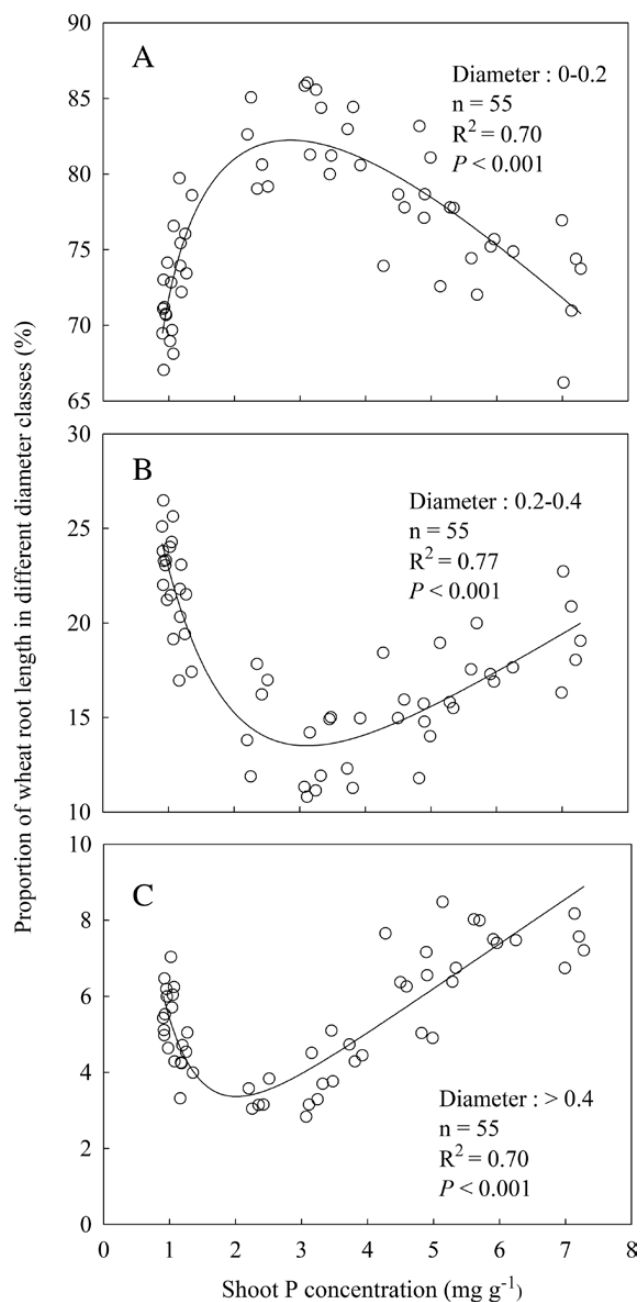 Proportion of wheat root length in different diameter classes (%)
A
Diameter : 0-0.2
n = 55
R² = 0.70
P < 0.001
90
85
80
75
70
65
B
Diameter : 0.2-0.4
n = 55
R² = 0.77
P < 0.001
30
25
20
15
10
C
Diameter : > 0.4
n = 55
R² = 0.70
P < 0.001
10
8
6
4
2
0
0 1 2 3 4 5 6 7 8
Shoot P concentration (mg g⁻¹)